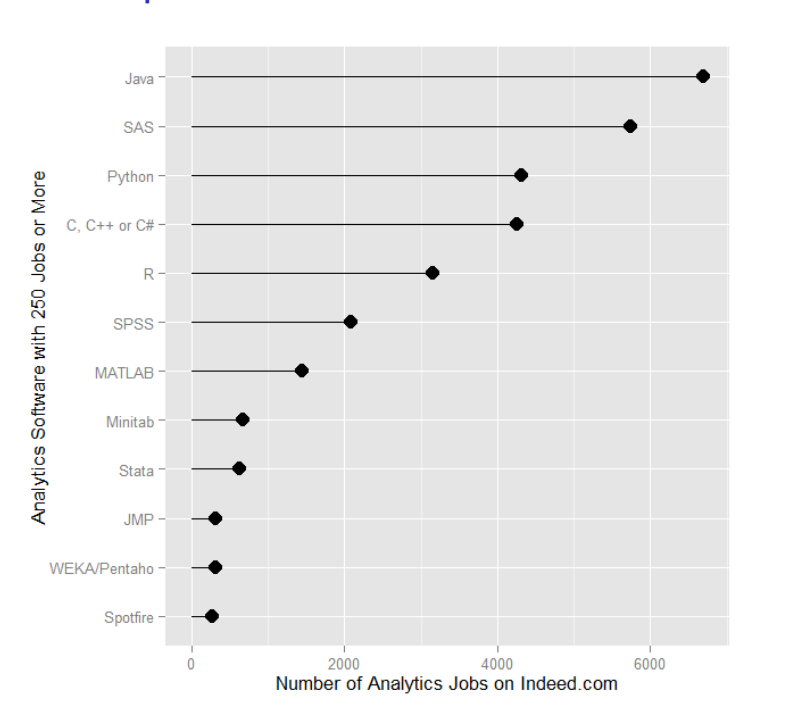 Java
SAS
Python
C, C++ or C#
R
SPSS
MATLAB
Minitab
Stata
JMP
WEKA/Pentaho
Spotfire
Analytics Software with 250 Jobs or More
0 2000 4000 6000
Number of Analytics Jobs on Indeed.com